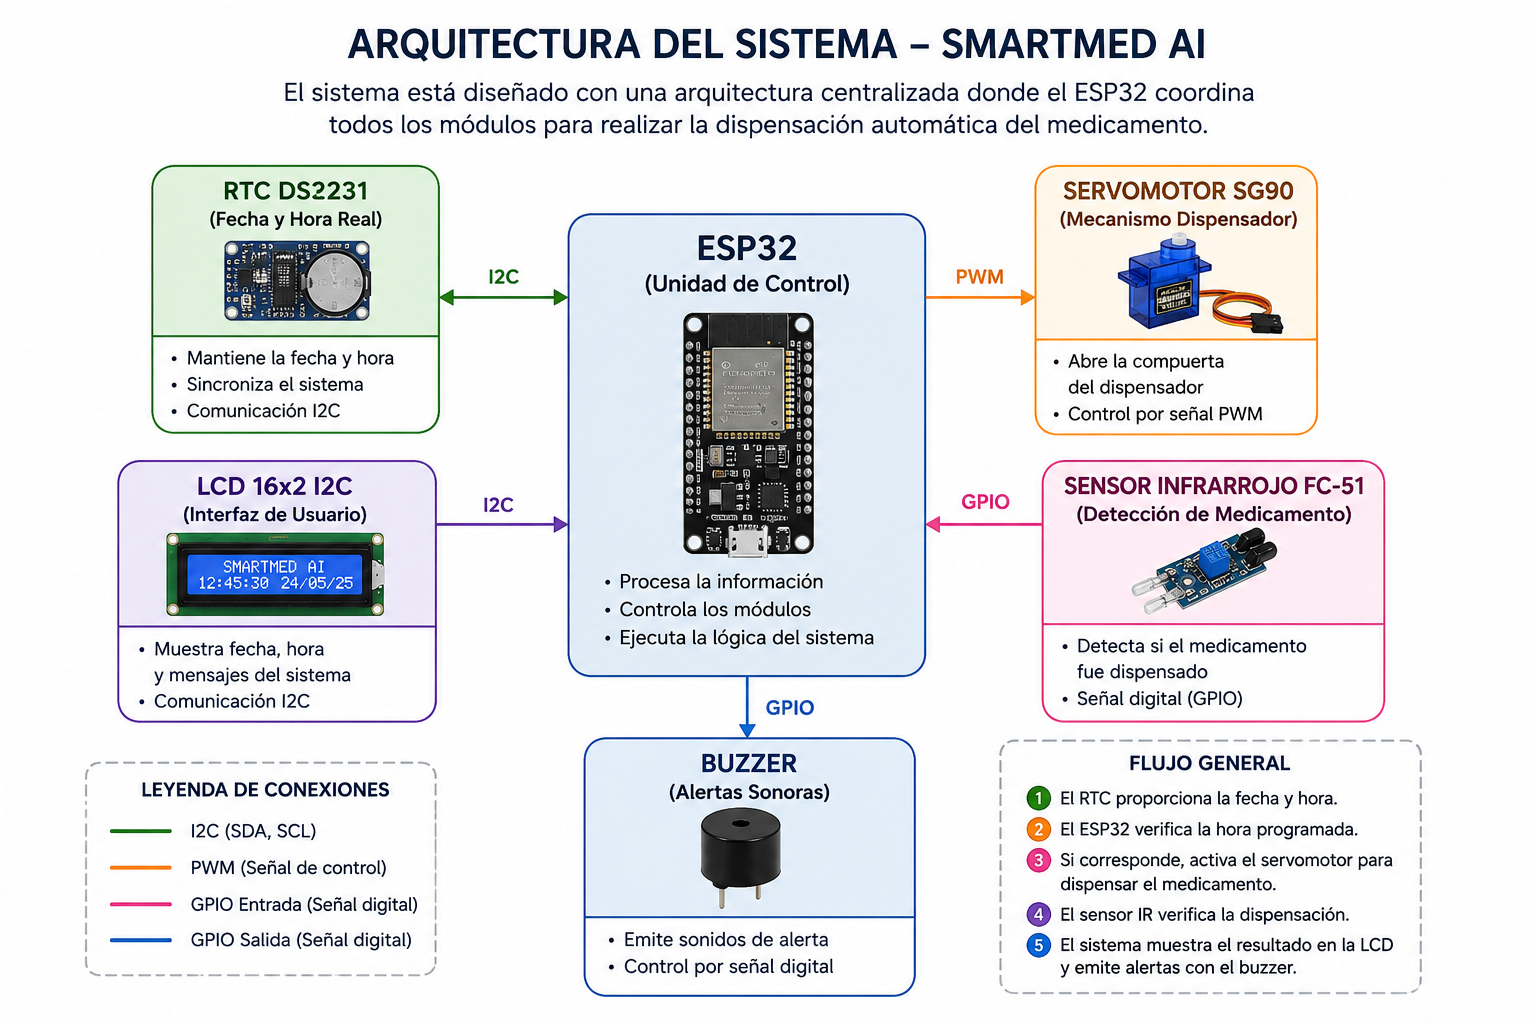 ARQUITECTURA DEL SISTEMA – SMARTMED AI
El sistema está diseñado con una arquitectura centralizada donde el ESP32 coordina
todos los módulos para realizar la dispensación automática del medicamento.
RTC DS2231
(Fecha y Hora Real)
• Mantiene la fecha y hora
• Sincroniza el sistema
• Comunicación I2C
I2C
ESP32
(Unidad de Control)
• Procesa la información
• Controla los módulos
• Ejecuta la lógica del sistema
PWM
SERVOMOTOR SG90
(Mecanismo Dispensador)
• Abre la compuerta
del dispensador
• Control por señal PWM
LCD 16x2 I2C
(Interfaz de Usuario)
SMARTMED AI
12:45:30 24/05/25
• Muestra fecha, hora
y mensajes del sistema
• Comunicación I2C
I2C
GPIO
SENSOR INFRARROJO FC-51
(Detección de Medicamento)
• Detecta si el medicamento
fue dispensado
• Señal digital (GPIO)
GPIO
BUZZER
(Alertas Sonoras)
• Emite sonidos de alerta
• Control por señal digital
LEYENDA DE CONEXIONES
I2C (SDA, SCL)
PWM (Señal de control)
GPIO Entrada (Señal digital)
GPIO Salida (Señal digital)
FLUJO GENERAL
1 El RTC proporciona la fecha y hora.
2 El ESP32 verifica la hora programada.
3 Si corresponde, activa el servomotor para
dispensar el medicamento.
4 El sensor IR verifica la dispensación.
5 El sistema muestra el resultado en la LCD
y emite alertas con el buzzer.